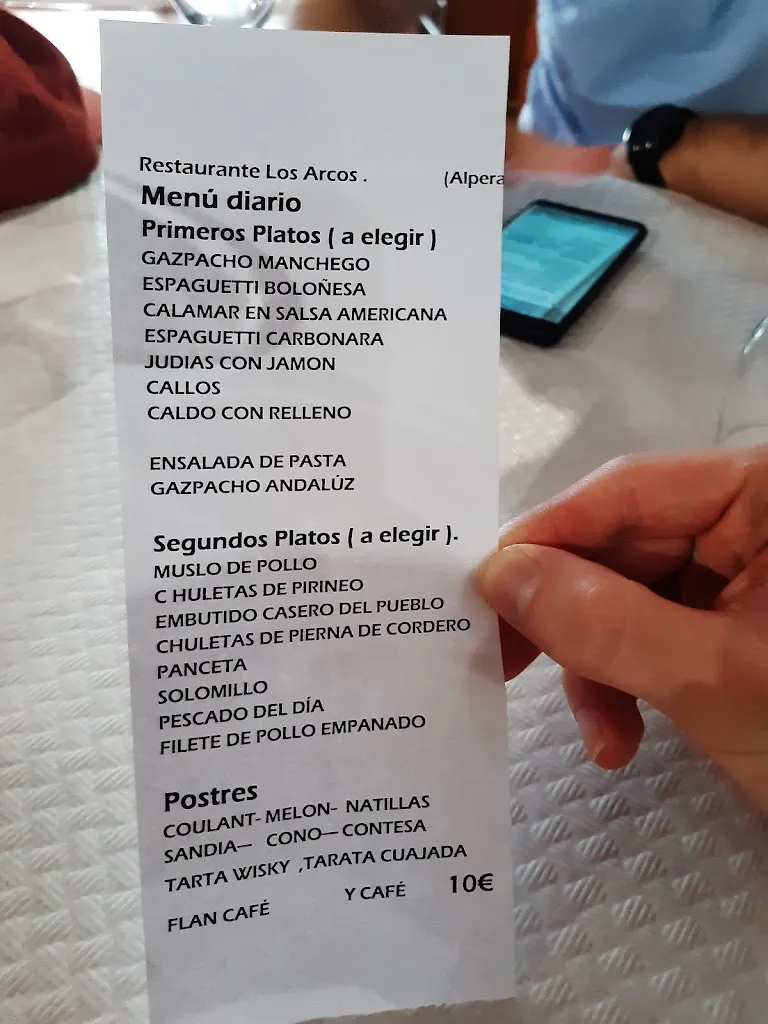 Restaurante Los Arcos . (Alpera
Menú diario
Primeros Platos ( a elegir )
GAZPACHO MANCHEGO
ESPAGUETTI BOLOÑESA
CALAMAR EN SALSA AMERICANA
ESPAGUETTI CARBONARA
JUDIAS CON JAMON
CALLOS
CALDO CON RELLENO
ENSALADA DE PASTA
GAZPACHO ANDALÚZ
Segundos Platos ( a elegir ).
MUSLO DE POLLO
C HULETAS DE PIRINEO
EMBUTIDO CASERO DEL PUEBLO
CHULETAS DE PIERNA DE CORDERO
PANCETA
SOLOMILLO
PESCADO DEL DÍA
FILETE DE POLLO EMPANADO
Postres
COULANT- MELON- NATILLAS
SANDIA— CONO— CONTESA
TARTA WISKY ,TARATA CUAJADA
FLAN CAFÉ Y CAFÉ 10€